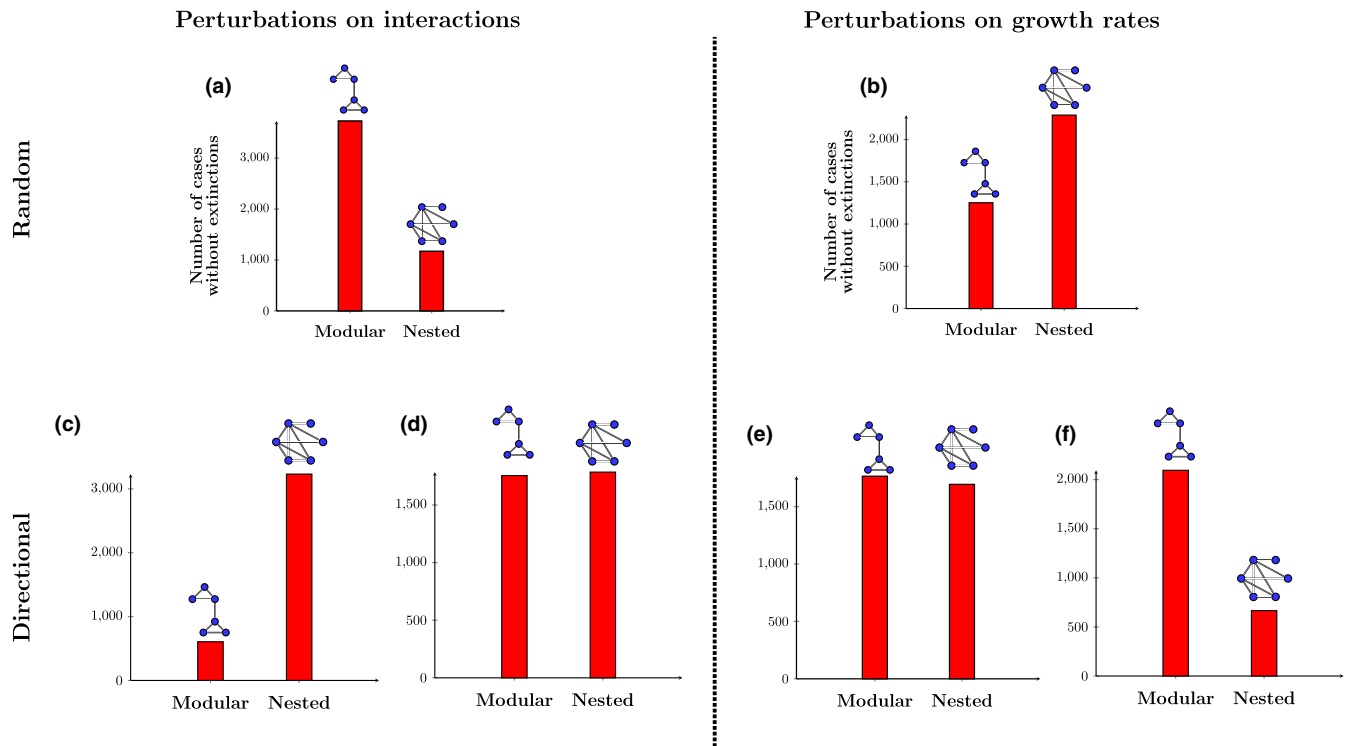 Perturbations on interactions
Perturbations on growth rates
Random
(a)
Number of cases
without extinctions
3,000
2,000
1,000
0
Modular
Nested
(b)
Number of cases
without extinctions
2,000
1,500
1,000
500
0
Modular
Nested
Directional
(c)
3,000
2,000
1,000
0
Modular
Nested
(d)
1,500
1,000
500
0
Modular
Nested
(e)
1,500
1,000
500
0
Modular
Nested
(f)
2,000
1,500
1,000
500
0
Modular
Nested